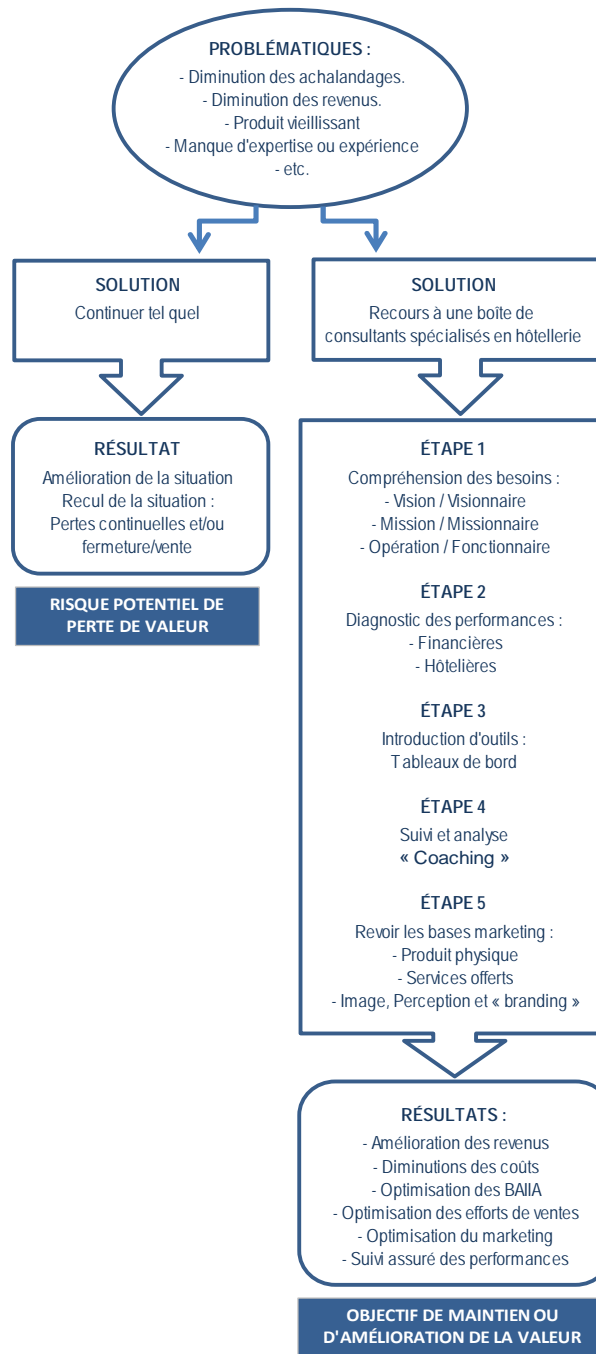 PROBLÉMATIQUES :
- Diminution des achalandages.
- Diminution des revenus.
- Produit vieillissant
- Manque d'expertise ou expérience
- etc.
SOLUTION
Continuer tel quel
RÉSULTAT
Amélioration de la situation
Recul de la situation :
Pertes continuelles et/ou
fermeture/vente
RISQUE POTENTIEL DE
PERTE DE VALEUR
SOLUTION
Recours à une boîte de
consultants spécialisés en hôtellerie
ÉTAPE 1
Compréhension des besoins :
- Vision / Visionnaire
- Mission / Missionnaire
- Opération / Fonctionnaire
ÉTAPE 2
Diagnostic des performances :
- Financières
- Hôtelières
ÉTAPE 3
Introduction d'outils :
Tableaux de bord
ÉTAPE 4
Suivi et analyse
« Coaching »
ÉTAPE 5
Revoir les bases marketing :
- Produit physique
- Services offerts
- Image, Perception et « branding »
RÉSULTATS :
- Amélioration des revenus
- Diminutions des coûts
- Optimisation des BAIIA
- Optimisation des efforts de ventes
- Optimisation du marketing
- Suivi assuré des performances
OBJECTIF DE MAINTIEN OU
D'AMÉLIORATION DE LA VALEUR